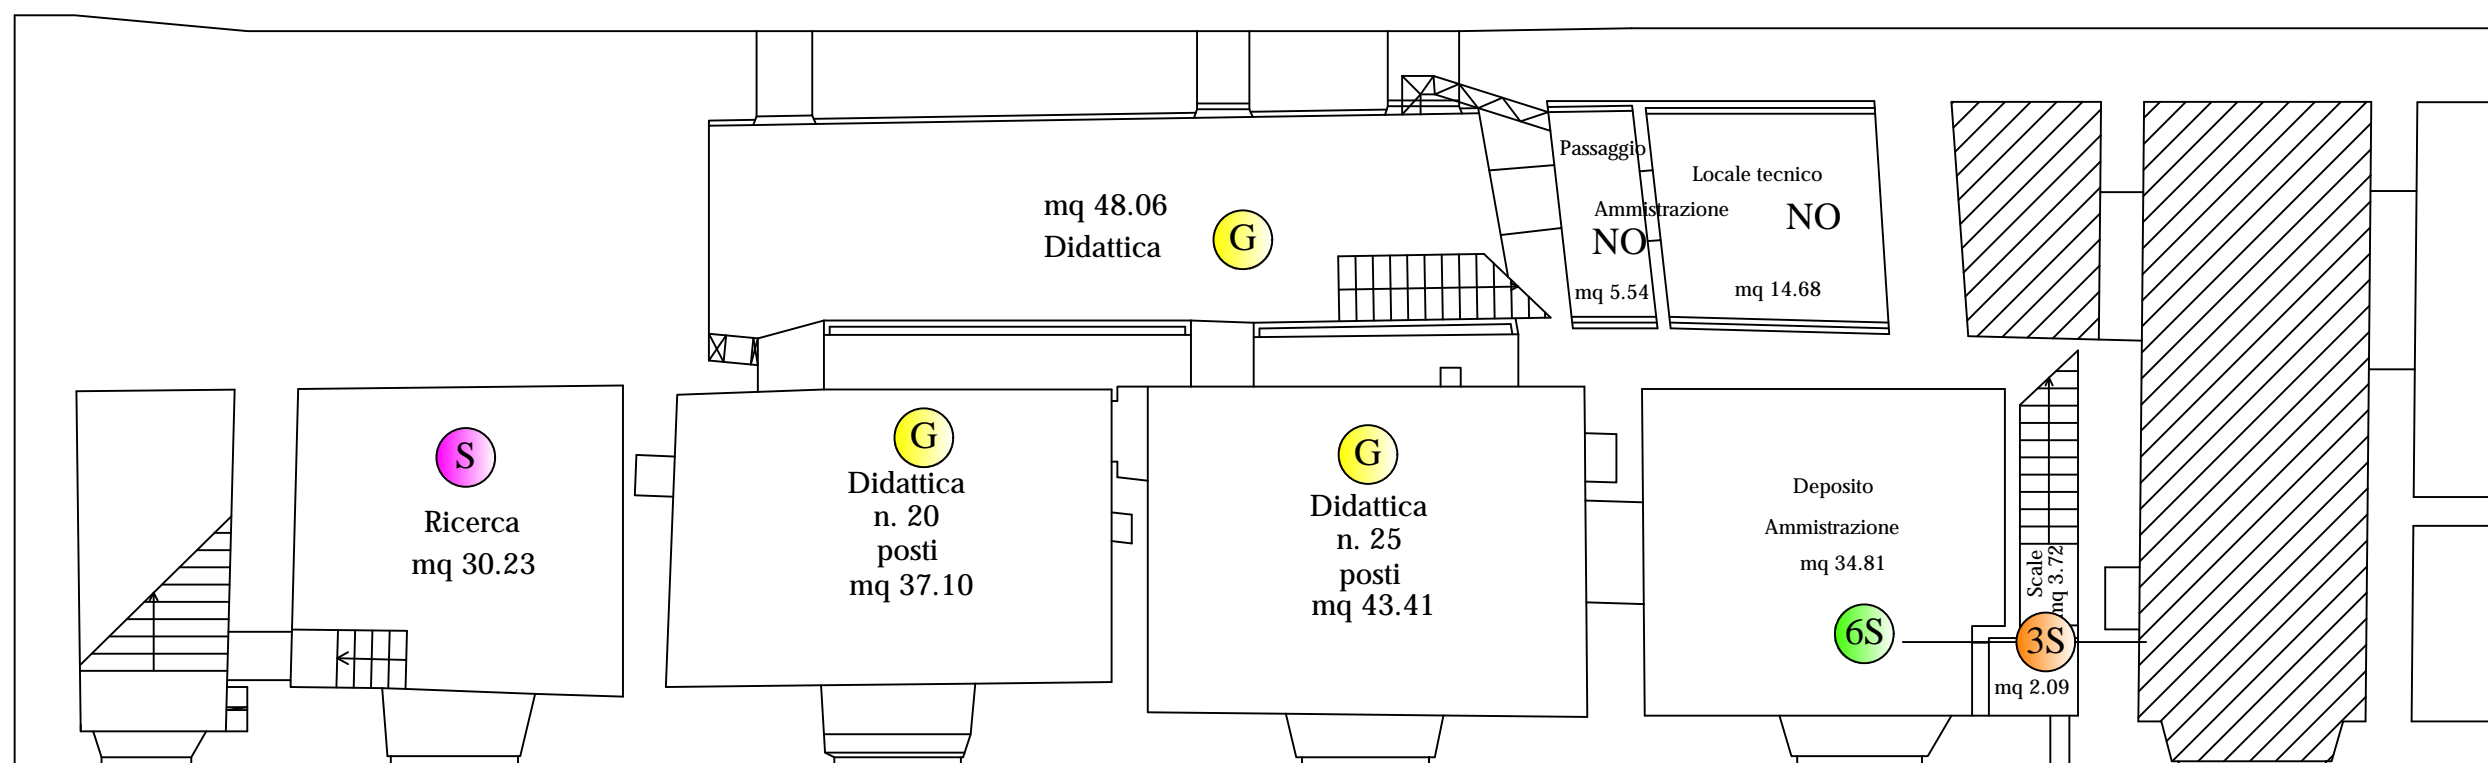 mq 48.06
Didattica
G
Passaggio
Ammistrazione
NO
mq 5.54
Locale tecnico
NO
mq 14.68
S
Ricerca
mq 30.23
G
Didattica
n. 20
posti
mq 37.10
G
Didattica
n. 25
posti
mq 43.41
Deposito
Ammistrazione
mq 34.81
6S
Scale
mq 3.72
3S
mq 2.09